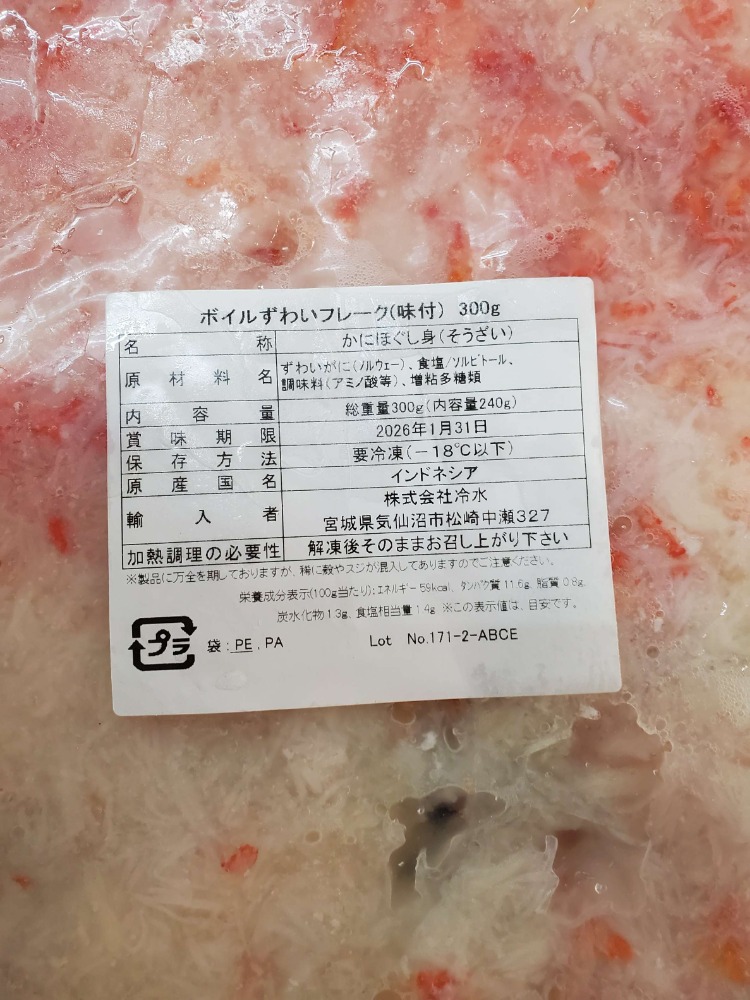 ボイルずわいフレーク(味付) 300g
名称 かにほぐし身(そうざい)
原材料名 ずわいがに(ノルウェー)、食塩/ソルビトール、
調味料(アミノ酸等)、増粘多糖類
内容量 総重量300g(内容量240g)
賞味期限 2026年1月31日
保存方法 要冷凍(-18℃以下)
原産国名 インドネシア
輸入者 株式会社冷水
宮城県気仙沼市松崎中瀬327
加熱調理の必要性 解凍後そのままお召し上がり下さい
※製品に万全を期しておりますが、稀に殻やスジが混入してありますのでご注意ください。
栄養成分表示(100g当たり):エネルギー59kcal、タンパク質11.6g、脂質0.8g、
炭水化物1.3g、食塩相当量1.4g ※この表示値は、目安です。
プラ 袋:PE,PA Lot No.171-2-ABCE